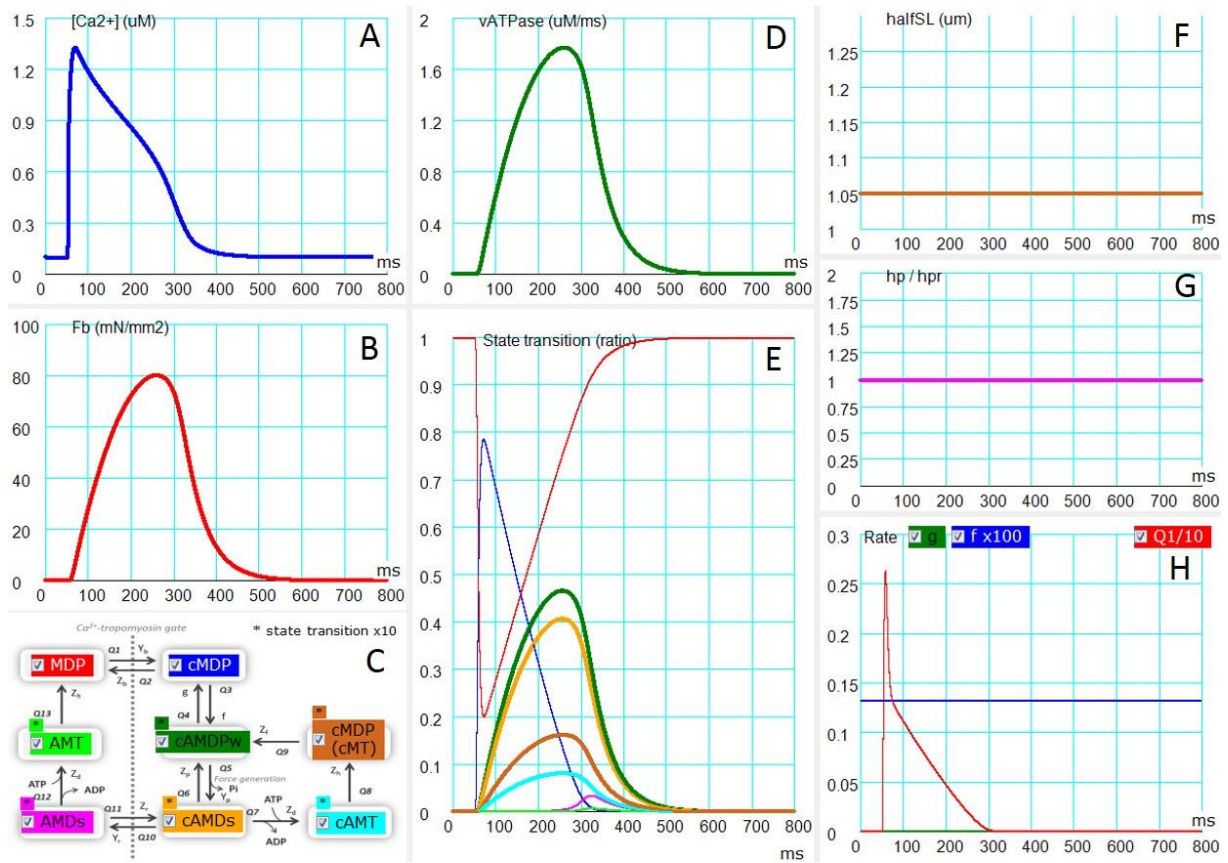 [Ca2+] (uM)
A
1.5
1.2
0.9
0.6
0.3
0
ms
0 100 200 300 400 500 600 700 800
Fb (mN/mm2)
B
100
80
60
40
20
0
ms
0 100 200 300 400 500 600 700 800
Ca²⁺-tropomyosin gate
* state transition x10
C
MDP
Q1
Yb
Zb
Q2
cMDP
Zh
g
Q3
Q13
Q4
f
*
AMT
*
cAMDPw
Zf
Q9
*
cMDP
(cMT)
ATP
Zd
Q12
ADP
Zp
Q5
Force generation
Pi
Q6
Yp
Zh
Q8
*
AMDs
Q11
Zr
Yr
Q10
*
cAMDs
Q7
ATP
Zd
ADP
*
cAMT
vATPase (uM/ms)
D
2
1.6
1.2
0.8
0.4
0
ms
0 100 200 300 400 500 600 700 800
State transition (ratio)
E
1
0.9
0.8
0.7
0.6
0.5
0.4
0.3
0.2
0.1
0
0 100 200 300 400 500 600 700 800
ms
halfSL (um)
F
1.25
1.2
1.15
1.1
1.05
1
ms
0 100 200 300 400 500 600 700 800
hp / hpr
G
2
1.75
1.5
1.25
1
0.75
0.5
0.25
0
ms
0 100 200 300 400 500 600 700 800
Rate g f x100 Q1/10
H
0.3
0.25
0.2
0.15
0.1
0.05
0
0 100 200 300 400 500 600 700 800
ms